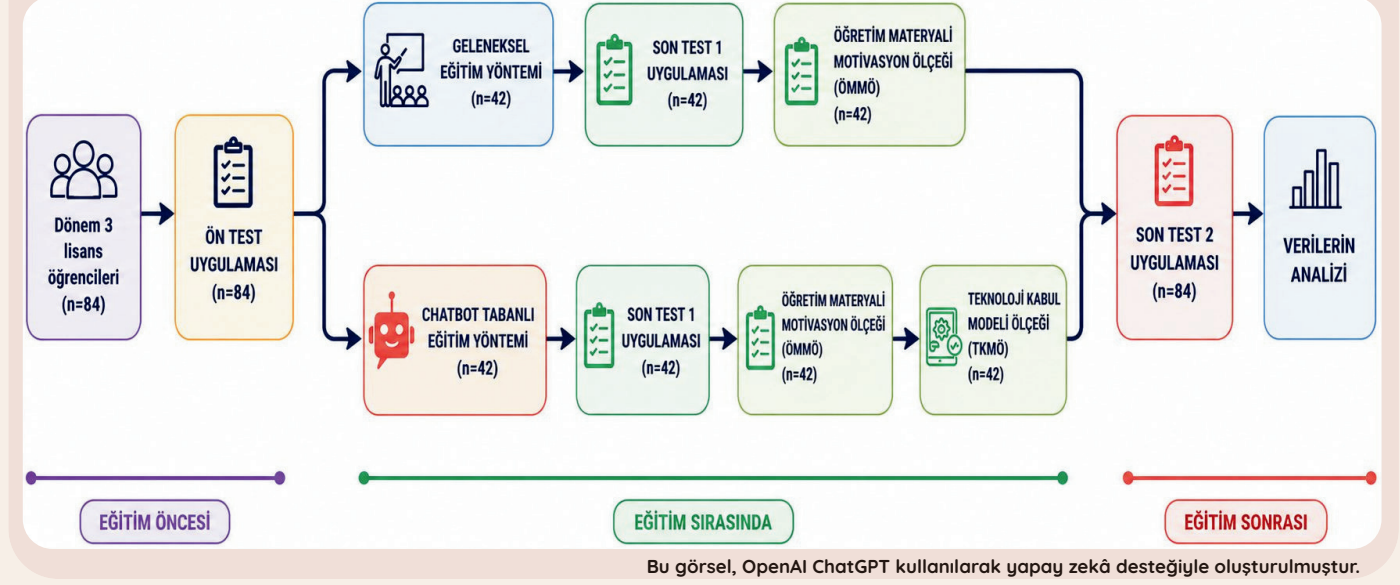 Dönem 3
lisans
öğrencileri
(n=84)
ÖN TEST
UYGULAMASI
(n=84)
GELENEKSEL
EĞİTİM YÖNTEMİ
(n=42)
SON TEST 1
UYGULAMASI
(n=42)
ÖĞRETİM MATERYALİ
MOTİVASYON ÖLÇEĞİ
(ÖMMÖ)
(n=42)
CHATBOT TABANLI
EĞİTİM YÖNTEMİ
(n=42)
SON TEST 1
UYGULAMASI
(n=42)
ÖĞRETİM MATERYALİ
MOTİVASYON ÖLÇEĞİ
(ÖMMÖ)
(n=42)
TEKNOLOJİ KABUL
MODELİ ÖLÇEĞİ
(TKMÖ)
(n=42)
SON TEST 2
UYGULAMASI
(n=84)
VERİLERİN
ANALİZİ
EĞİTİM ÖNCESİ
EĞİTİM SIRASINDA
EĞİTİM SONRASI
Bu görsel, OpenAI ChatGPT kullanılarak yapay zekâ desteğiyle oluşturulmuştur.